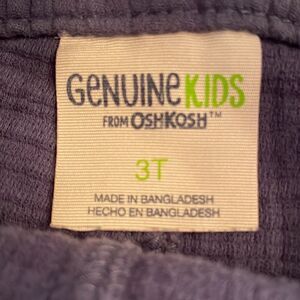 GENUINE KIDS
FROM OSHKOSH™
3T
MADE IN BANGLADESH
HECHO EN BANGLADESH